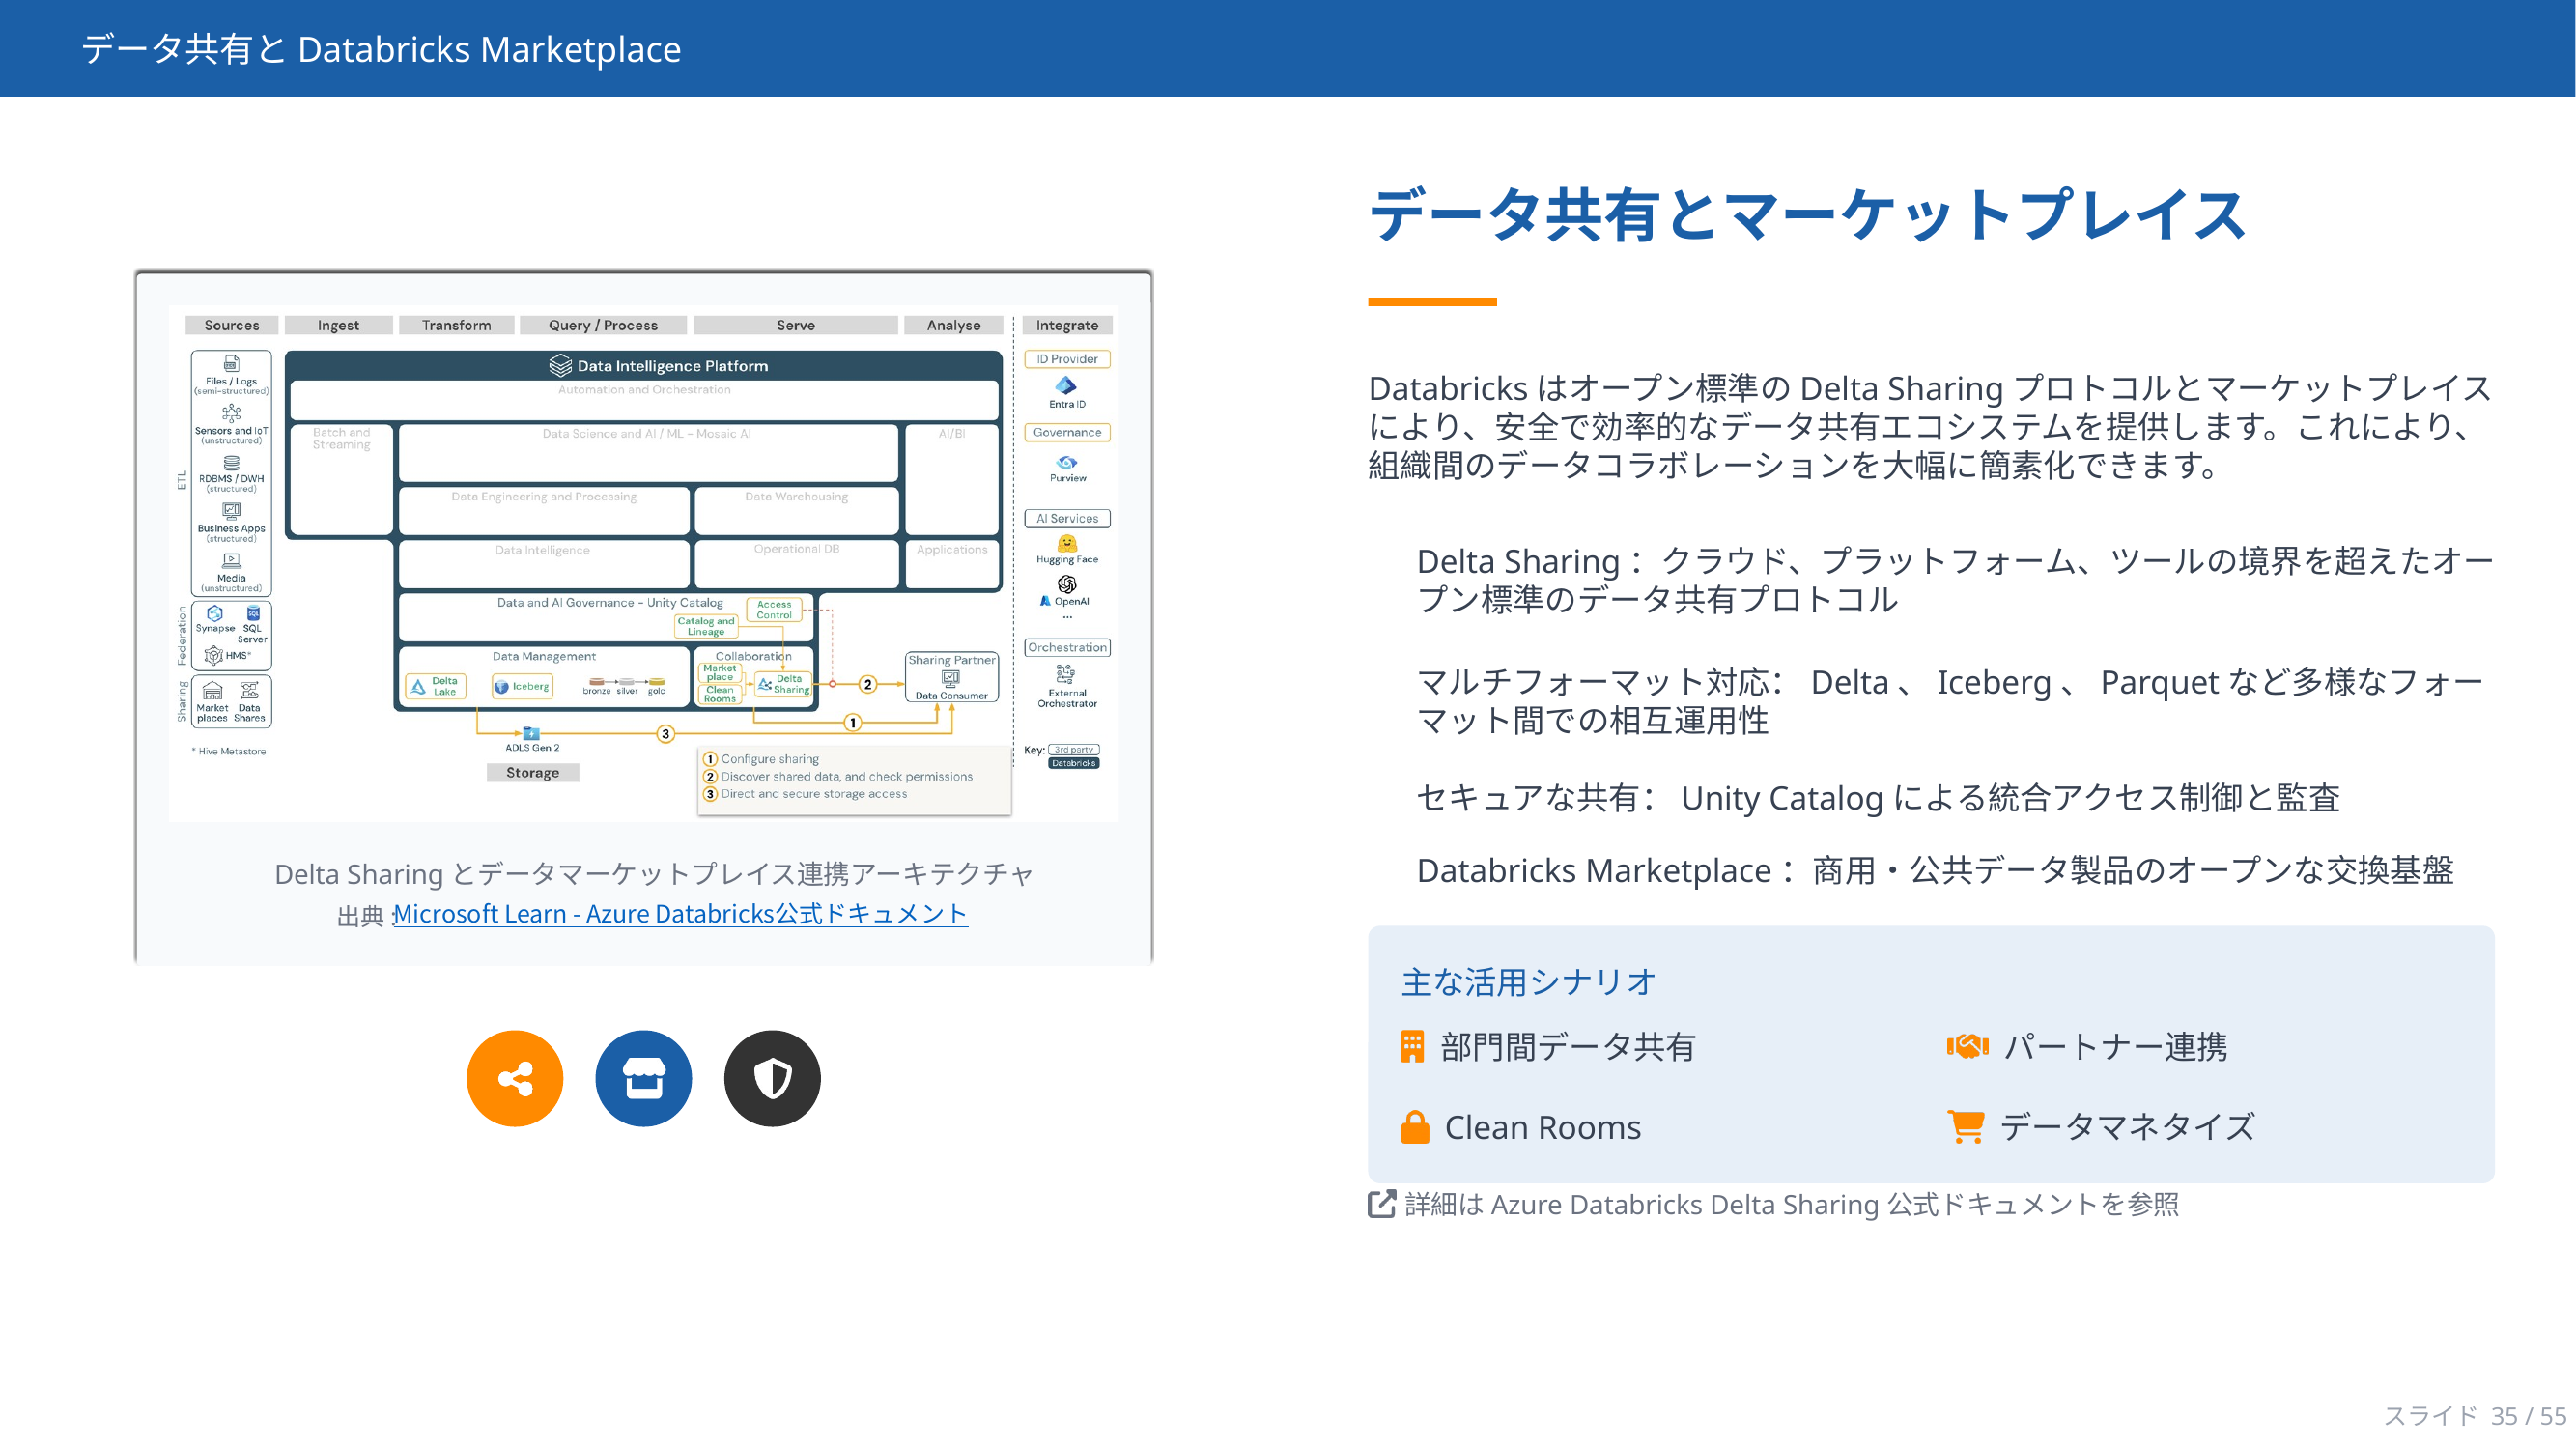 データ共有と Databricks Marketplace
Sources
Ingest
Transform
Query / Process
Serve
Analyse
Integrate
ETL
Files / Logs
(semi-structured)
Sensors and IoT
(unstructured)
RDBMS / DWH
(structured)
Business Apps
(structured)
Media
(unstructured)
Federation
Synapse
SQL
Server
HMS*
Sharing
Market
places
Data
Shares
* Hive Metastore
Data Intelligence Platform
Automation and Orchestration
Batch and
Streaming
Data Science and AI / ML - Mosaic AI
AI/BI
Data Engineering and Processing
Data Warehousing
Data Intelligence
Operational DB
Applications
Data and AI Governance - Unity Catalog
Access
Control
Catalog and
Lineage
Data Management
Delta
Lake
Iceberg
bronze
silver
gold
Collaboration
Market
place
Clean
Rooms
Delta
Sharing
2
Sharing Partner
Data Consumer
1
3
ADLS Gen 2
Storage
1 Configure sharing
2 Discover shared data, and check permissions
3 Direct and secure storage access
ID Provider
Entra ID
Governance
Purview
AI Services
Hugging Face
OpenAI
...
Orchestration
External
Orchestrator
Key: 3rd party
Databricks
Delta Sharing とデータマーケットプレイス連携アーキテクチャ
出典 :Microsoft Learn - Azure Databricks公式ドキュメント
データ共有とマーケットプレイス
Databricks はオープン標準の Delta Sharing プロトコルとマーケットプレイス
により、安全で効率的なデータ共有エコシステムを提供します。これにより、
組織間のデータコラボレーションを大幅に簡素化できます。
Delta Sharing： クラウド、プラットフォーム、ツールの境界を超えたオー
プン標準のデータ共有プロトコル
マルチフォーマット対応： Delta 、 Iceberg 、 Parquet など多様なフォー
マット間での相互運用性
セキュアな共有： Unity Catalog による統合アクセス制御と監査
Databricks Marketplace： 商用・公共データ製品のオープンな交換基盤
主な活用シナリオ
部門間データ共有
パートナー連携
Clean Rooms
データマネタイズ
詳細は Azure Databricks Delta Sharing 公式ドキュメントを参照
スライド 35 / 55